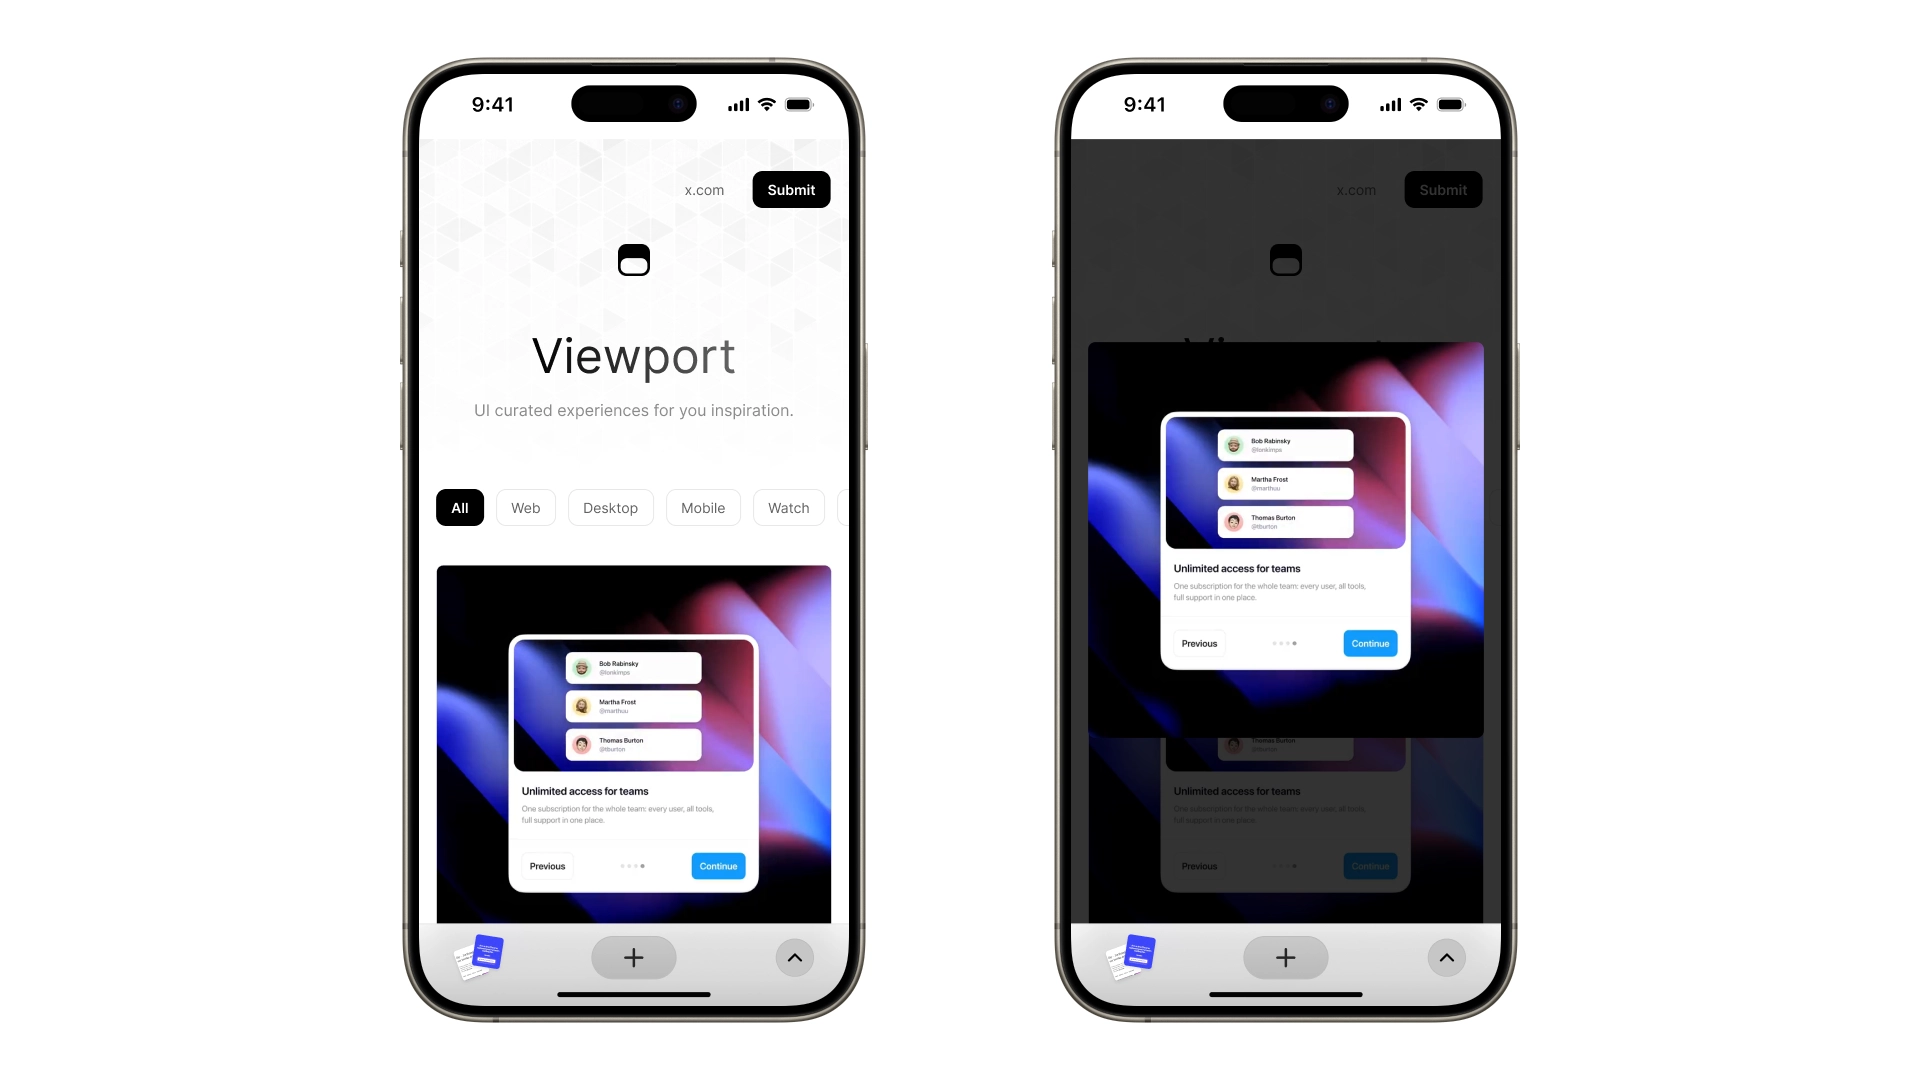 9:41
x.com
Submit
Viewport
UI curated experiences for you inspiration.
All
Web
Desktop
Mobile
Watch
Bob Rabinsky
@lonkimps
Martha Frost
@marthuu
Thomas Burton
@tburton
Unlimited access for teams
One subscription for the whole team: every user, all tools,
full support in one place.
Previous
Continue
9:41
x.com
Submit
Bob Rabinsky
@lonkimps
Martha Frost
@marthuu
Thomas Burton
@tburton
Unlimited access for teams
One subscription for the whole team: every user, all tools,
full support in one place.
Previous
Continue
Thomas Burton
@tburton
Unlimited access for teams
One subscription for the whole team: every user, all tools,
full support in one place.
Previous
Continue